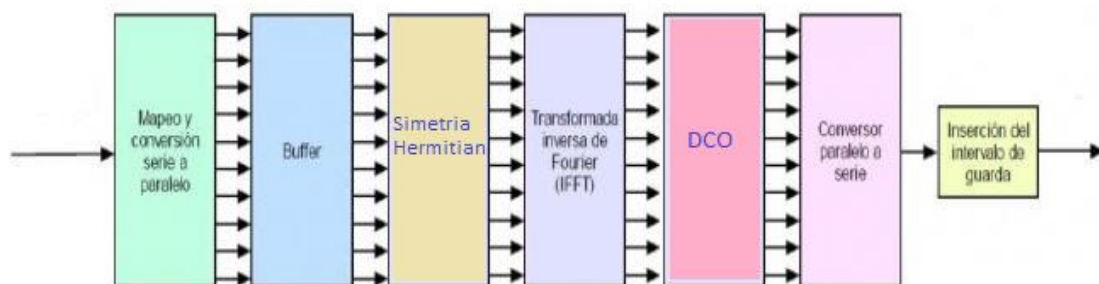 Mapeo y
conversión
serie a
paralelo
Buffer
Simetria
Hermitian
Transformada
inversa de
Fourier
(IFFT)
DCO
Conversor
paralelo a
serie
Inserción del
intervalo de
guarda